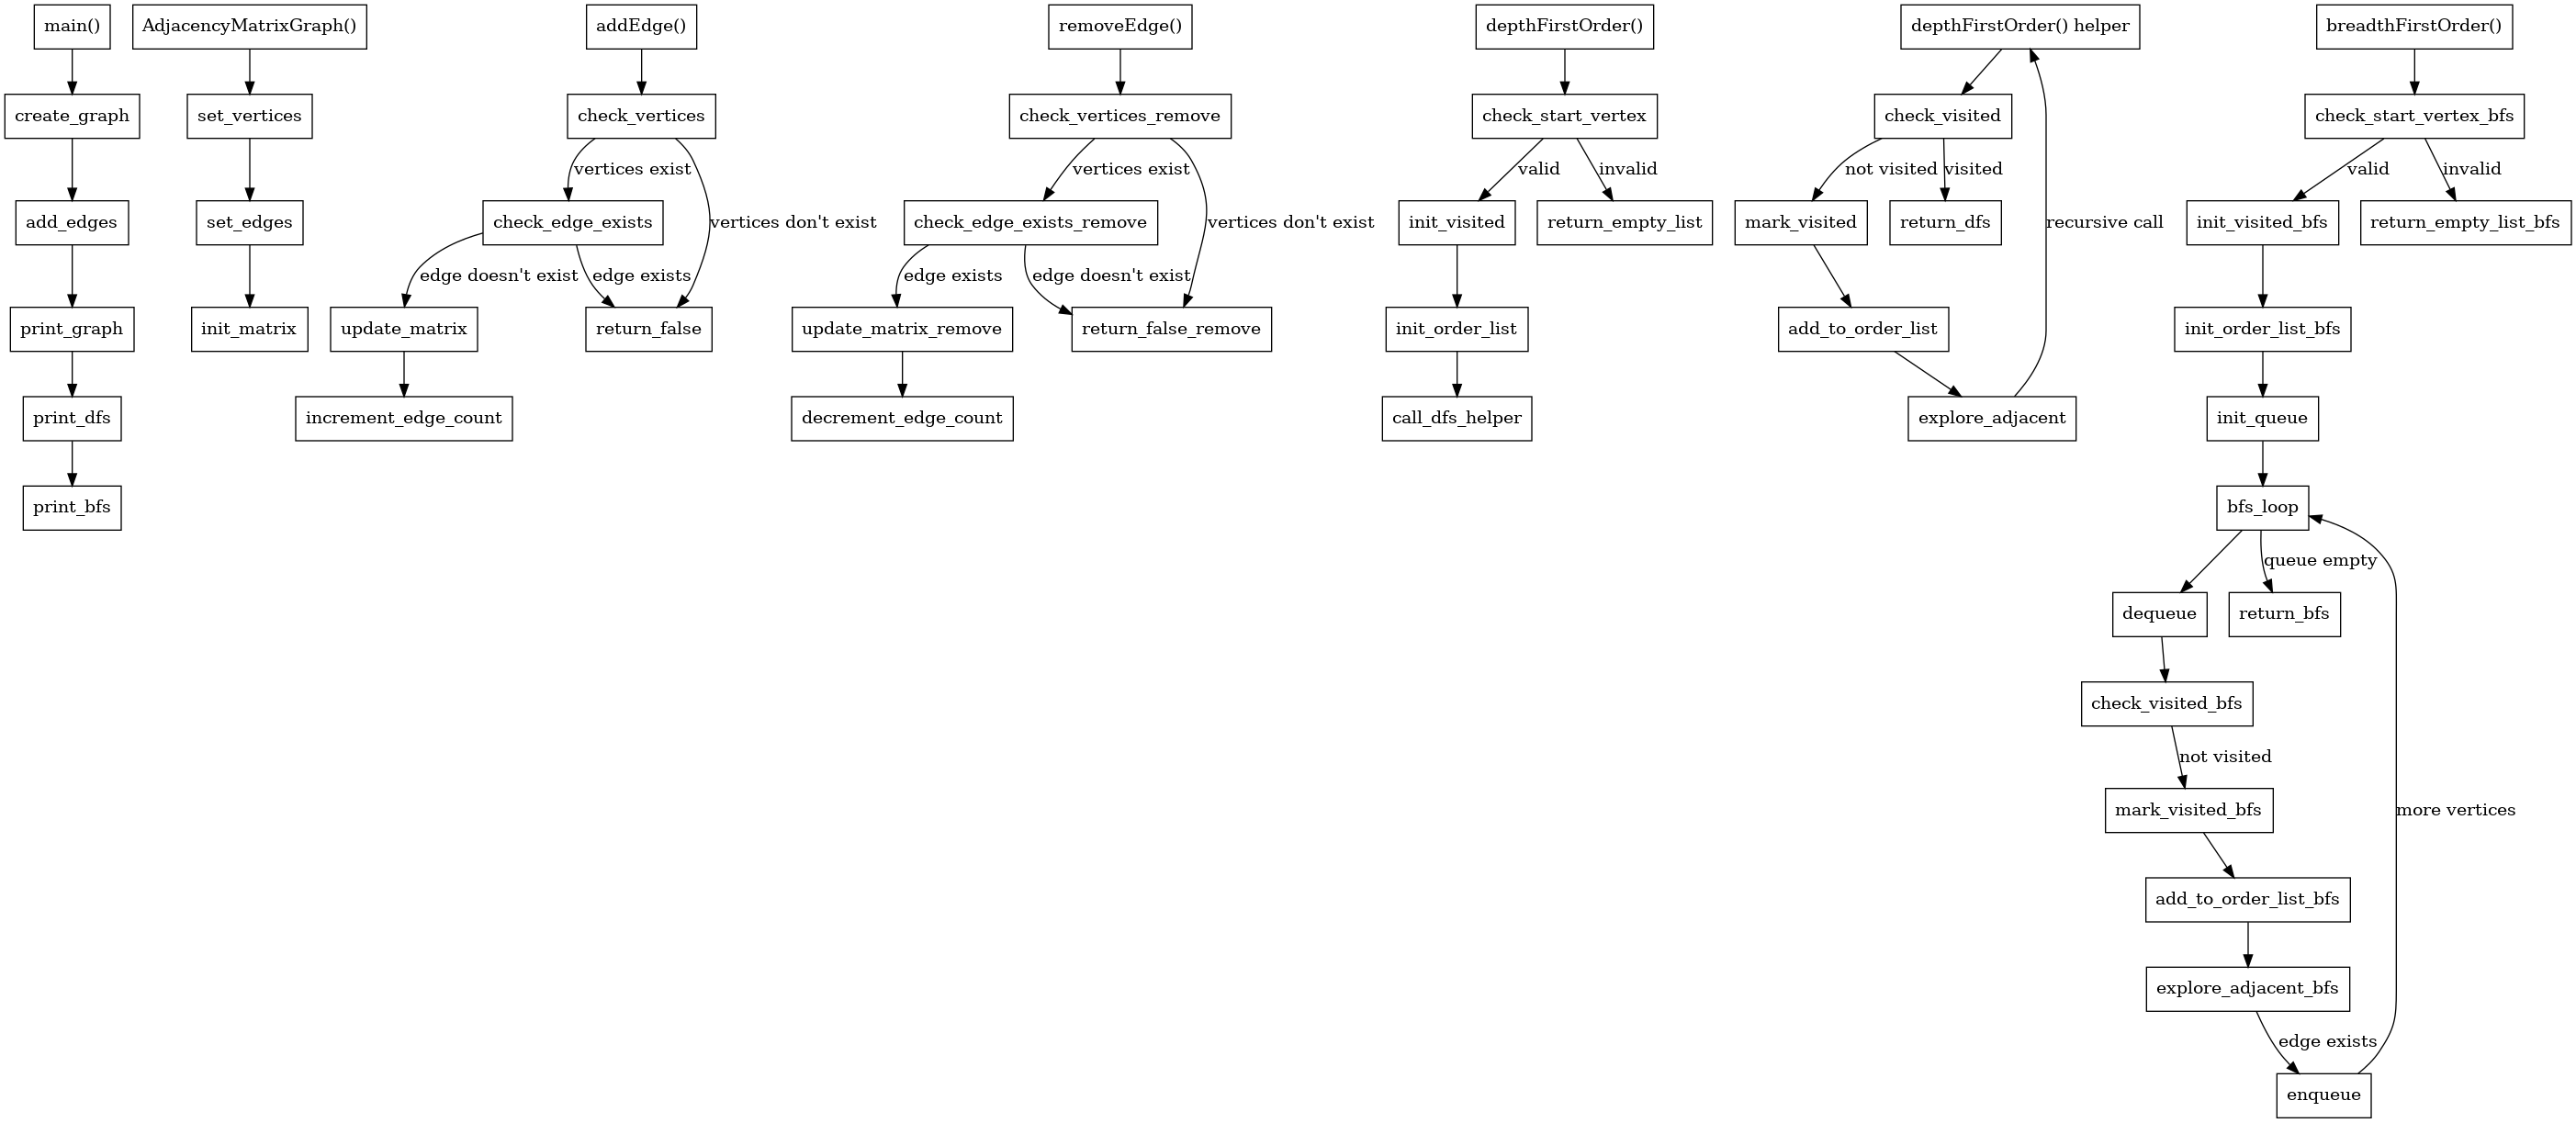 main()
AdjacencyMatrixGraph()
addEdge()
removeEdge()
depthFirstOrder()
depthFirstOrder() helper
breadthFirstOrder()
create_graph
set_vertices
check_vertices
check_vertices_remove
check_start_vertex
check_visited
check_start_vertex_bfs
vertices exist
vertices exist
valid
invalid
not visited
visited
valid
invalid
add_edges
set_edges
check_edge_exists
vertices don't exist
check_edge_exists_remove
vertices don't exist
init_visited
return_empty_list
mark_visited
return_dfs
recursive call
init_visited_bfs
return_empty_list_bfs
edge doesn't exist
edge exists
edge exists
edge doesn't exist
print_graph
init_matrix
update_matrix
return_false
update_matrix_remove
return_false_remove
init_order_list
add_to_order_list
init_order_list_bfs
print_dfs
increment_edge_count
decrement_edge_count
call_dfs_helper
explore_adjacent
init_queue
print_bfs
bfs_loop
queue empty
dequeue
return_bfs
check_visited_bfs
not visited
mark_visited_bfs
more vertices
add_to_order_list_bfs
explore_adjacent_bfs
edge exists
enqueue